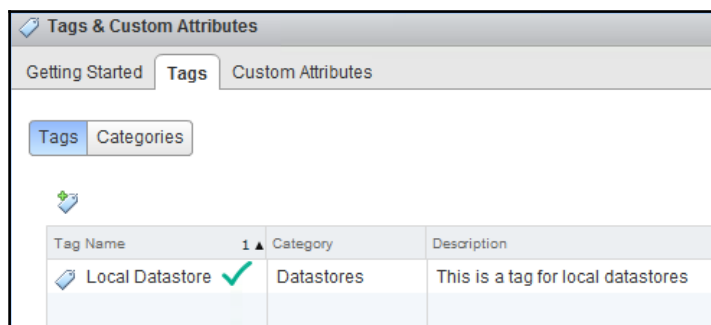 Tags & Custom Attributes
Getting Started Tags Custom Attributes
Tags Categories
Tag Name 1 ▲ Category Description
Local Datastore Datastores This is a tag for local datastores